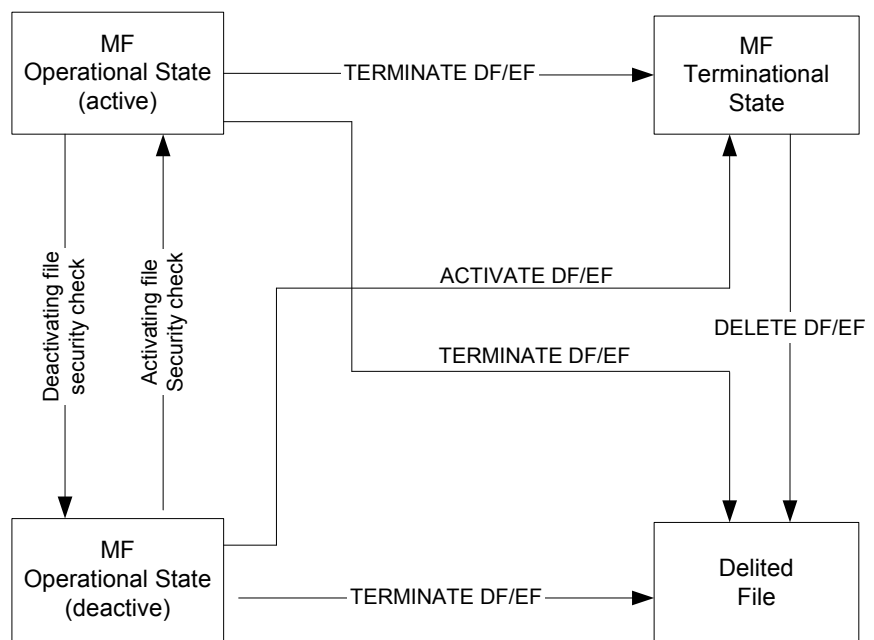 MF
Operational State
(active)
TERMINATE DF/EF
MF
Terminational
State
Deactivating file
security check
Activating file
Security check
ACTIVATE DF/EF
DELETE DF/EF
TERMINATE DF/EF
MF
Operational State
(deactive)
TERMINATE DF/EF
Delited
File